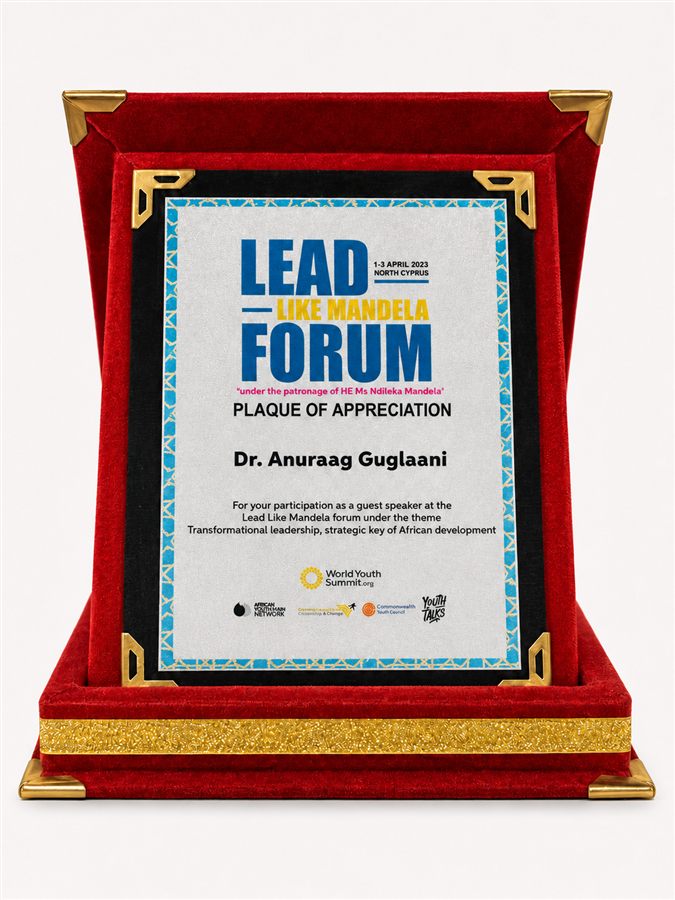 LEAD
1-3 APRIL 2023
NORTH CYPRUS
LIKE MANDELA
FORUM
"under the patronage of HE Ms Ndileka Mandela"
PLAQUE OF APPRECIATION
Dr. Anuraag Guglaani
For your participation as a guest speaker at the
Lead Like Mandela forum under the theme
Transformational leadership, strategic key of African development
World Youth
Summit.org
AFRICAN
YOUTH MAIN
NETWORK
Citizenship & Change
Commonwealth
Youth Council
YOUTH
TALKS